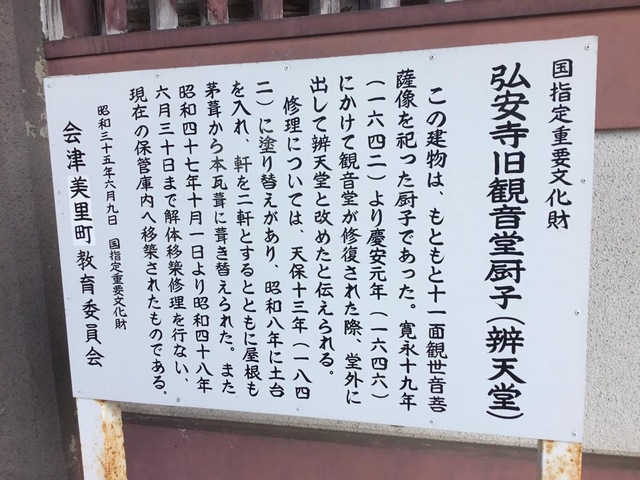 国指定重要文化財
弘安寺旧観音堂厨子(辨天堂)
この建物は、もともと十一面観世音菩
薩像を祀った厨子であった。寛永十九年
(一六四二)より慶安元年(一六四六)
にかけて観音堂が修復された際、堂外に
出して辨天堂と改めたと伝えられる。
修理については、天保十三年(一八四
二)に塗り替えがあり、昭和八年に土台
を入れ、軒を二軒とするとともに屋根も
茅葺から本瓦葺に葺き替えられた。また
昭和四十七年十月一日より昭和四十八年
六月三十日まで解体移築修理を行ない、
現在の保管庫内へ移築されたものである。
昭和三十五年六月九日 国指定重要文化財
会津美里町教育委員会